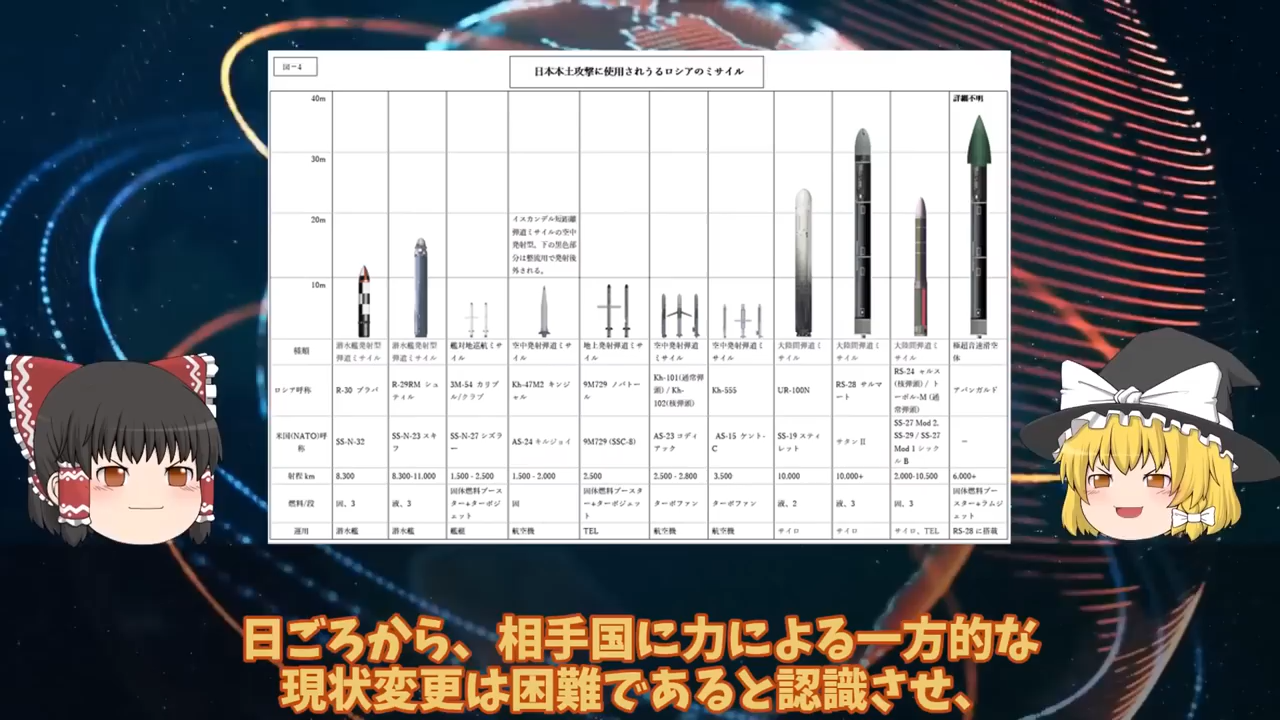 図－4
日本本土攻撃に使用されうるロシアのミサイル
40m
30m
20m
10m
詳細不明
イスカンデル短距離
弾道ミサイルの空中
発射型。下の黒色部
分は整流用で発射後
外される。
種類
潜水艦発射型
弾道ミサイル
潜水艦発射型
弾道ミサイル
艦対地巡航ミサ
イル
空中発射弾道ミサ
イル
地上発射弾道ミサ
イル
空中発射弾道
ミサイル
空中発射弾道ミ
サイル
大陸間弾道ミ
サイル
大陸間弾道ミ
サイル
大陸間弾道ミ
サイル
極超音速滑空
体
ロシア呼称
R-30 ブラバ
R-29RM シュ
ティル
3M-54 カリブ
ル/クラブ
Kh-47M2 キンジ
ャル
9M729 ノバトー
ル
Kh-101(通常弾
頭) / Kh-
102(核弾頭)
Kh-555
UR-100N
RS-28 サルマ
ート
RS-24 ヤルス
(核弾頭) / ト
ーポル-M (通
常弾頭)
アバンガルド
米国(NATO)呼
称
SS-N-32
SS-N-23 スキ
フ
SS-N-27 シズラ
ー
AS-24 キルジョイ
9M729 (SSC-8)
AS-23 コディ
アック
AS-15 ケント-
C
SS-19 スティ
レット
サタンⅡ
SS-27 Mod 2,
SS-29 / SS-27
Mod 1 シック
ル B
－
射程 km
8.300
8.300-11.000
1.500 - 2.500
1.500 - 2.000
2.500
2.500 - 2.800
3.500
10.000
10.000+
2.000-10.500
6.000+
燃料/段
固、3
液、3
固体燃料ブース
ター+ターボジ
ェット
固
固体燃料ブースタ
ー+ターボジェッ
ト
ターボファン
ターボファン
液、2
液、3
固、3
固体燃料ブー
スター+ラムジ
ェット
運用
潜水艦
潜水艦
艦艇
航空機
TEL
航空機
航空機
サイロ
サイロ
サイロ、TEL
RS-28 に搭載
日ごろから、相手国に力による一方的な
現状変更は困難であると認識させ、